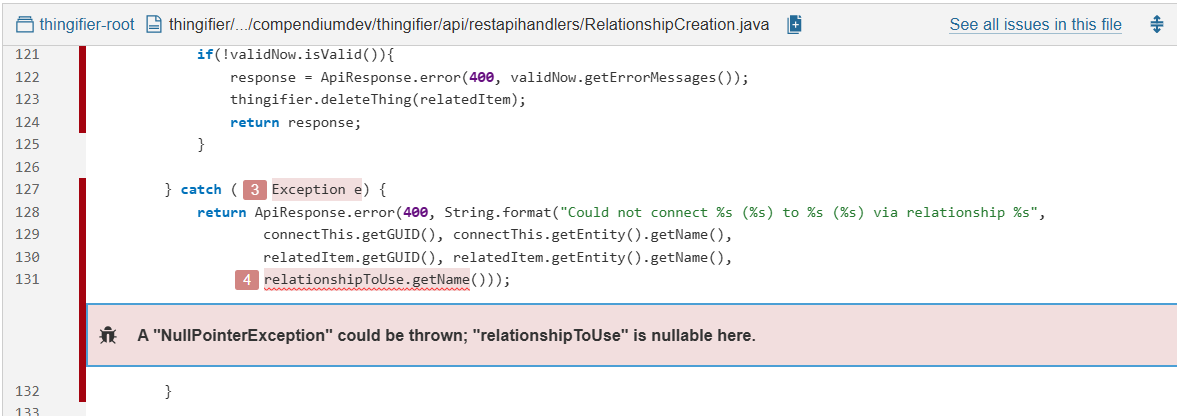 thingifier-root thingifier/.../compendiumdev/thingifier/api/restapihandlers/RelationshipCreation.java See all issues in this file
121 if(!validNow.isValid()){
122 response = ApiResponse.error(400, validNow.getErrorMessages());
123 thingifier.deleteThing(relatedItem);
124 return response;
125 }
126
127 } catch ( 3 Exception e) {
128 return ApiResponse.error(400, String.format("Could not connect %s (%s) to %s (%s) via relationship %s",
129 connectThis.getGUID(), connectThis.getEntity().getName(),
130 relatedItem.getGUID(), relatedItem.getEntity().getName(),
131 4 relationshipToUse.getName()));
A "NullPointerException" could be thrown; "relationshipToUse" is nullable here.
132 }
133